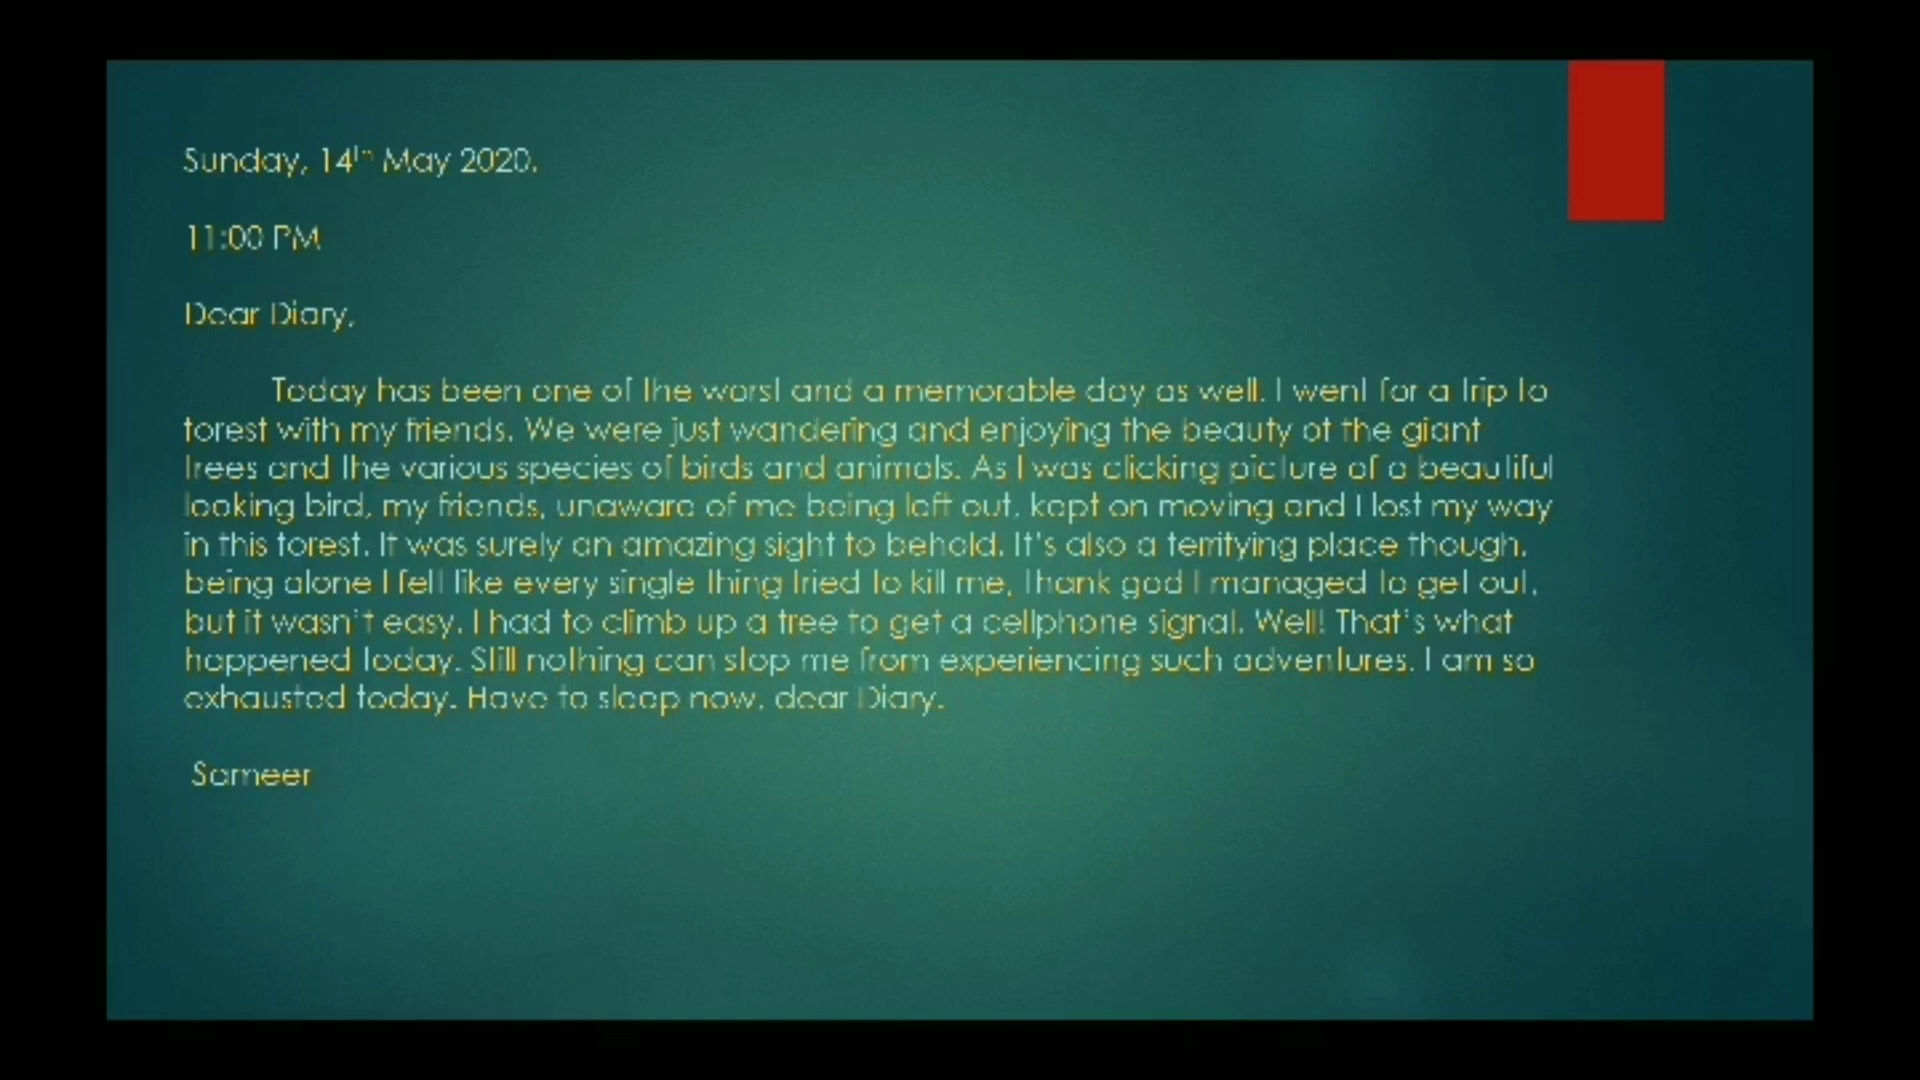 Sunday, 14th May 2020.
11:00 PM
Dear Diary,
Today has been one of the worst and a memorable day as well. I went for a trip to
forest with my friends. We were just wandering and enjoying the beauty of the giant
trees and the various species of birds and animals. As I was clicking picture of a beautiful
looking bird, my friends, unaware of me being left out, kept on moving and I lost my way
in this forest. It was surely an amazing sight to behold. It's also a terrifying place though.
being alone I fell like every single thing tried to kill me, thank god I managed to get out,
but it wasn't easy. I had to climb up a tree to get a cellphone signal. Well! That's what
happened today. Still nothing can stop me from experiencing such adventures. I am so
exhausted today. Have to sleep now, dear Diary.
Sameer